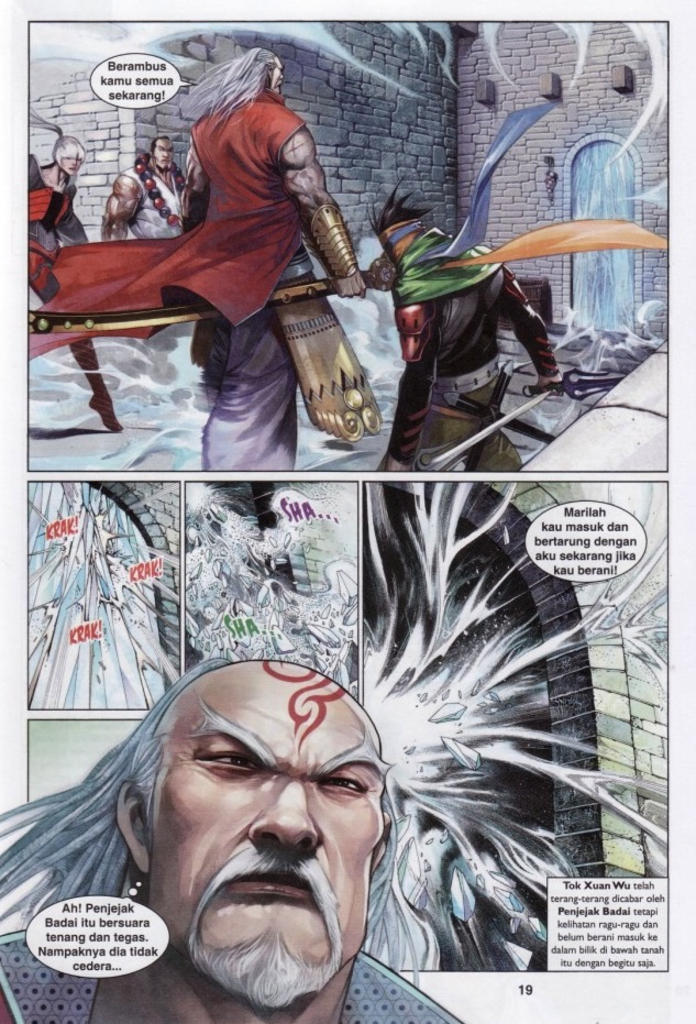 Berambus
kamu semua
sekarang!
KRAK!
KRAK!
KRAK!
SHA...
SHA...
Marilah
kau masuk dan
bertarung dengan
aku sekarang jika
kau berani!
Ah! Penjejak
Badai itu bersuara
tenang dan tegas.
Nampaknya dia tidak
cedera...
Tok Xuan Wu telah
terang-terang dicabar oleh
Penjejak Badai tetapi
kelihatan ragu-ragu dan
belum berani masuk ke
dalam bilik di bawah tanah
itu dengan begitu saja.
19